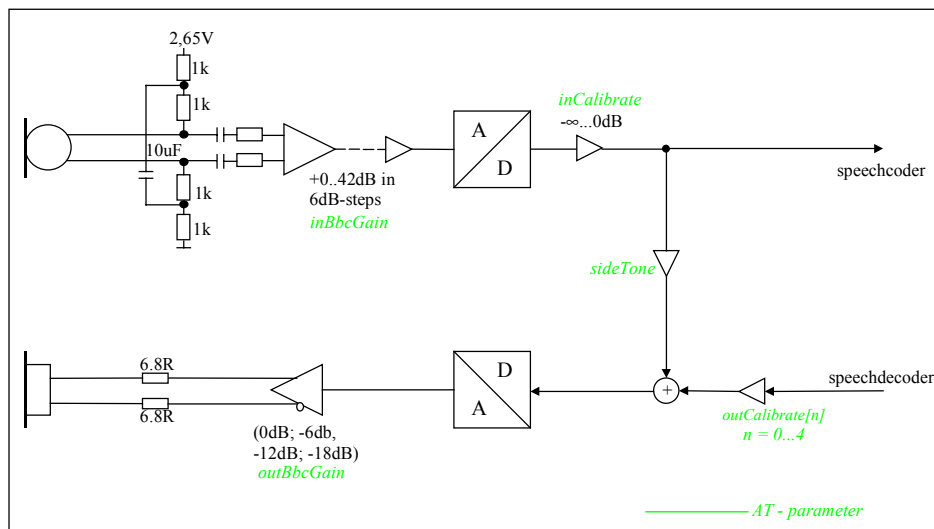 2,65V
1k
1k
10uF
1k
1k
+0..42dB in
6dB-steps
inBbcGain
A
D
inCalibrate
-∞...0dB
speechcoder
sideTone
6.8R
6.8R
(0dB; -6db,
-12dB; -18dB)
outBbcGain
D
A
+
speechdecoder
outCalibrate[n]
n = 0...4
AT - parameter